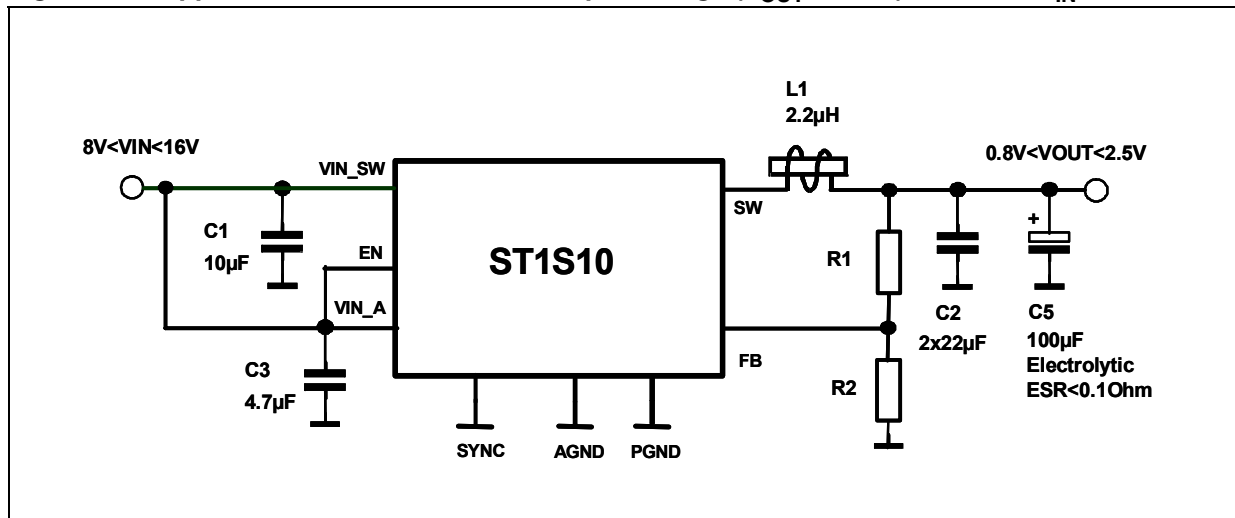 8V<VIN<16V
VIN_SW
C1
10µF
EN
VIN_A
C3
4.7µF
ST1S10
SYNC
AGND
PGND
SW
FB
L1
2.2µH
0.8V<VOUT<2.5V
R1
R2
C2
2x22µF
+
C5
100µF
Electrolytic
ESR<0.1Ohm